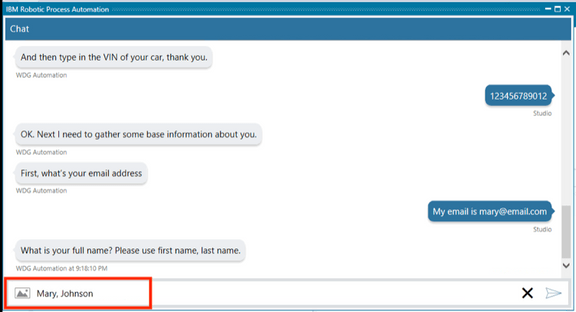 IBM Robotic Process Automation
Chat
And then type in the VIN of your car, thank you.
WDG Automation
123456789012
Studio
OK. Next I need to gather some base information about you.
WDG Automation
First, what's your email address
WDG Automation
My email is mary@email.com
Studio
What is your full name? Please use first name, last name.
WDG Automation at 9:18:10 PM
Mary, Johnson